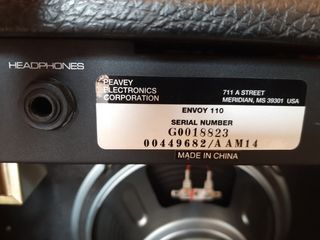 HEADPHONES
PEAVEY
ELECTRONICS
CORPORATION
711 A STREET
MERIDIAN, MS 39301 USA
ENVOY 110
SERIAL NUMBER
G0018823
00449682/A AM14
MADE IN CHINA